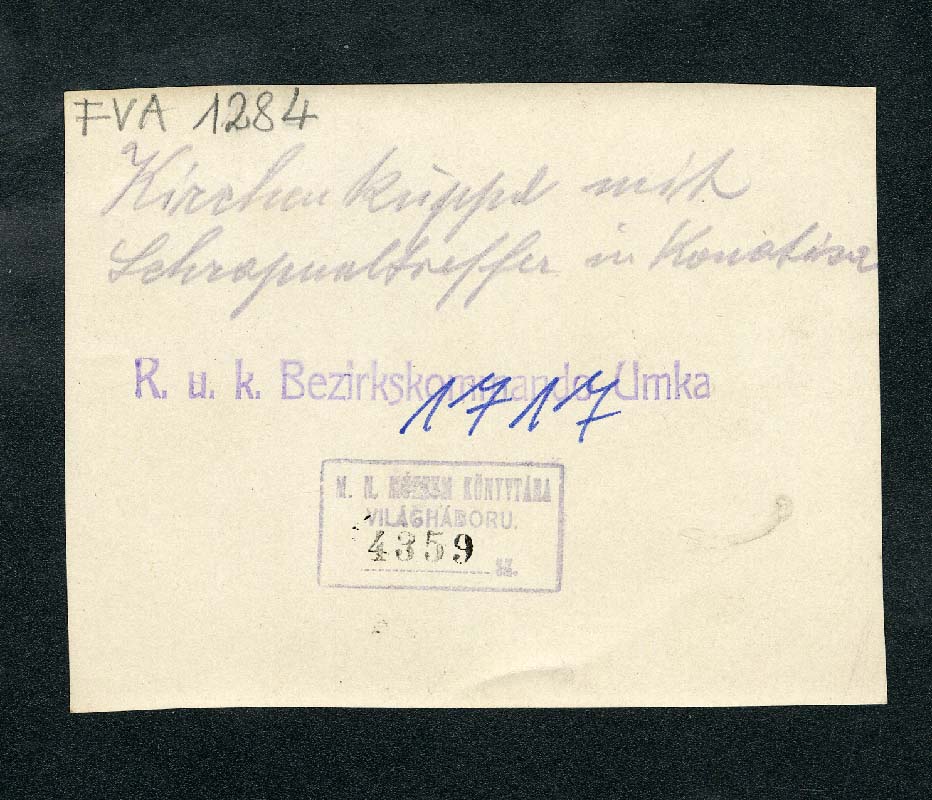 FVA 1284
Kirchenkuppel mit
Schrapnelltreffer in Konatica
K. u. k. Bezirkskommando Umka
1717
M. N. MÚZEUM KÖNYVTÁRA
VILÁGHÁBORU.
4359 sz.